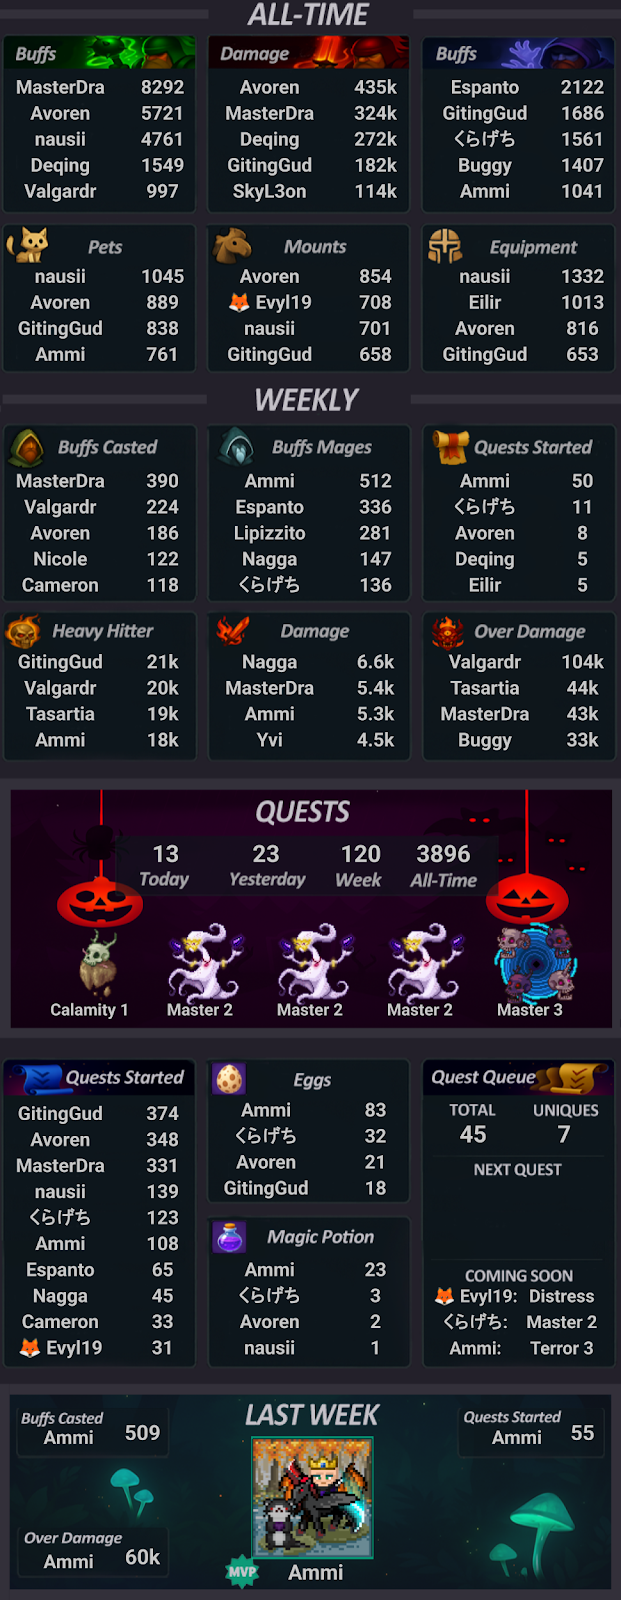 ALL-TIME
Buffs
MasterDra 8292
Avoren 5721
nausii 4761
Deqing 1549
Valgardr 997
Damage
Avoren 435k
MasterDra 324k
Deqing 272k
GitingGud 182k
SkyL3on 114k
Buffs
Espanto 2122
GitingGud 1686
くらげち 1561
Buggy 1407
Ammi 1041
Pets
nausii 1045
Avoren 889
GitingGud 838
Ammi 761
Mounts
Avoren 854
🦊 Evyl19 708
nausii 701
GitingGud 658
Equipment
nausii 1332
Eilir 1013
Avoren 816
GitingGud 653
WEEKLY
Buffs Casted
MasterDra 390
Valgardr 224
Avoren 186
Nicole 122
Cameron 118
Buffs Mages
Ammi 512
Espanto 336
Lipizzito 281
Nagga 147
くらげち 136
Quests Started
Ammi 50
くらげち 11
Avoren 8
Deqing 5
Eilir 5
Heavy Hitter
GitingGud 21k
Valgardr 20k
Tasartia 19k
Ammi 18k
Damage
Nagga 6.6k
MasterDra 5.4k
Ammi 5.3k
Yvi 4.5k
Over Damage
Valgardr 104k
Tasartia 44k
MasterDra 43k
Buggy 33k
QUESTS
13 23 120 3896
Today Yesterday Week All-Time
Calamity 1 Master 2 Master 2 Master 2 Master 3
Quests Started
GitingGud 374
Avoren 348
MasterDra 331
nausii 139
くらげち 123
Ammi 108
Espanto 65
Nagga 45
Cameron 33
🦊 Evyl19 31
Eggs
Ammi 83
くらげち 32
Avoren 21
GitingGud 18
Magic Potion
Ammi 23
くらげち 3
Avoren 2
nausii 1
Quest Queue
TOTAL UNIQUES
45 7
NEXT QUEST
COMING SOON
🦊 Evyl19: Distress
くらげち: Master 2
Ammi: Terror 3
LAST WEEK
Buffs Casted
Ammi 509
Quests Started
Ammi 55
Over Damage
Ammi 60k
MVP
Ammi